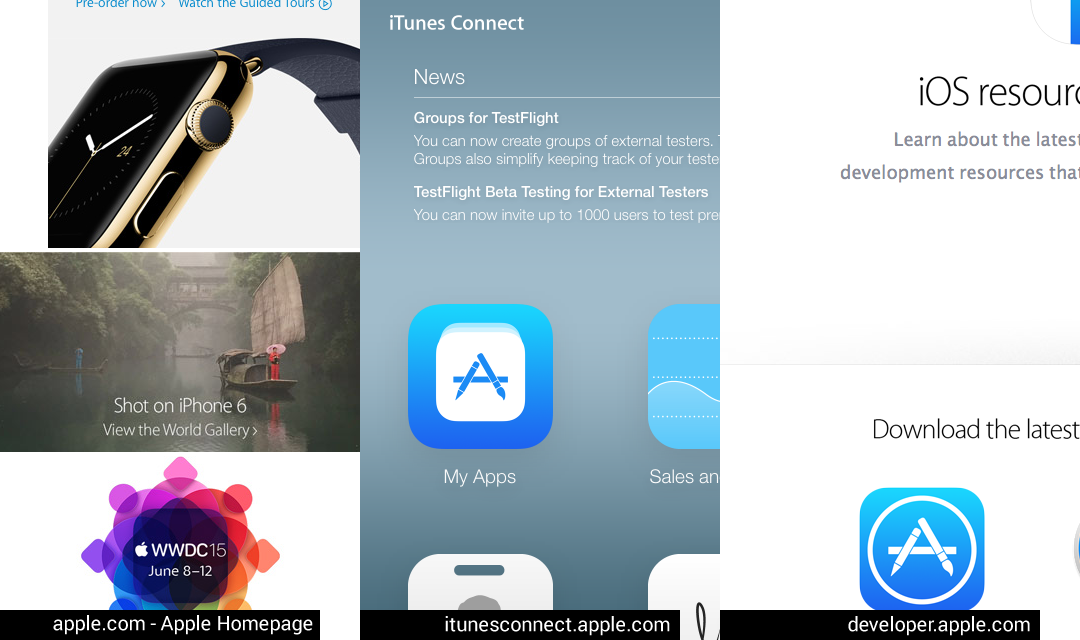 Pre-order now › Watch the Guided Tours
24
Shot on iPhone 6
View the World Gallery ›
WWDC15
June 8–12
apple.com - Apple Homepage
iTunes Connect
News
Groups for TestFlight
You can now create groups of external testers.
Groups also simplify keeping track of your teste
TestFlight Beta Testing for External Testers
You can now invite up to 1000 users to test pre
My Apps
Sales an
itunesconnect.apple.com
iOS resour
Learn about the latest
development resources that
Download the latest
developer.apple.com